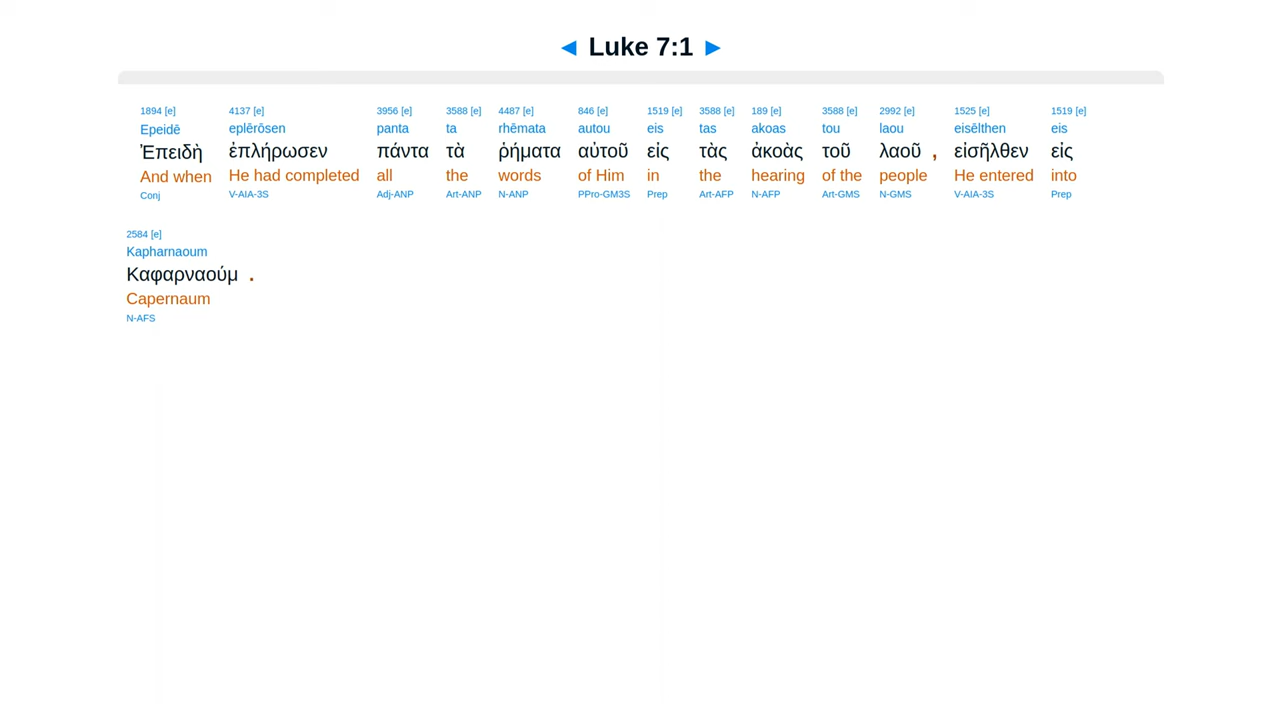 ◄ Luke 7:1 ►
1894 [e] 4137 [e] 3956 [e] 3588 [e] 4487 [e] 846 [e] 1519 [e] 3588 [e] 189 [e] 3588 [e] 2992 [e] 1525 [e] 1519 [e]
Epeidē eplērōsen panta ta rhēmata autou eis tas akoas tou laou eisēlthen eis
Ἐπειδὴ ἐπλήρωσεν πάντα τὰ ῥήματα αὐτοῦ εἰς τὰς ἀκοὰς τοῦ λαοῦ , εἰσῆλθεν εἰς
And when He had completed all the words of Him in the hearing of the people He entered into
Conj V-AIA-3S Adj-ANP Art-ANP N-ANP PPro-GM3S Prep Art-AFP N-AFP Art-GMS N-GMS V-AIA-3S Prep
2584 [e]
Kapharnaoum
Καφαρναούμ .
Capernaum
N-AFS